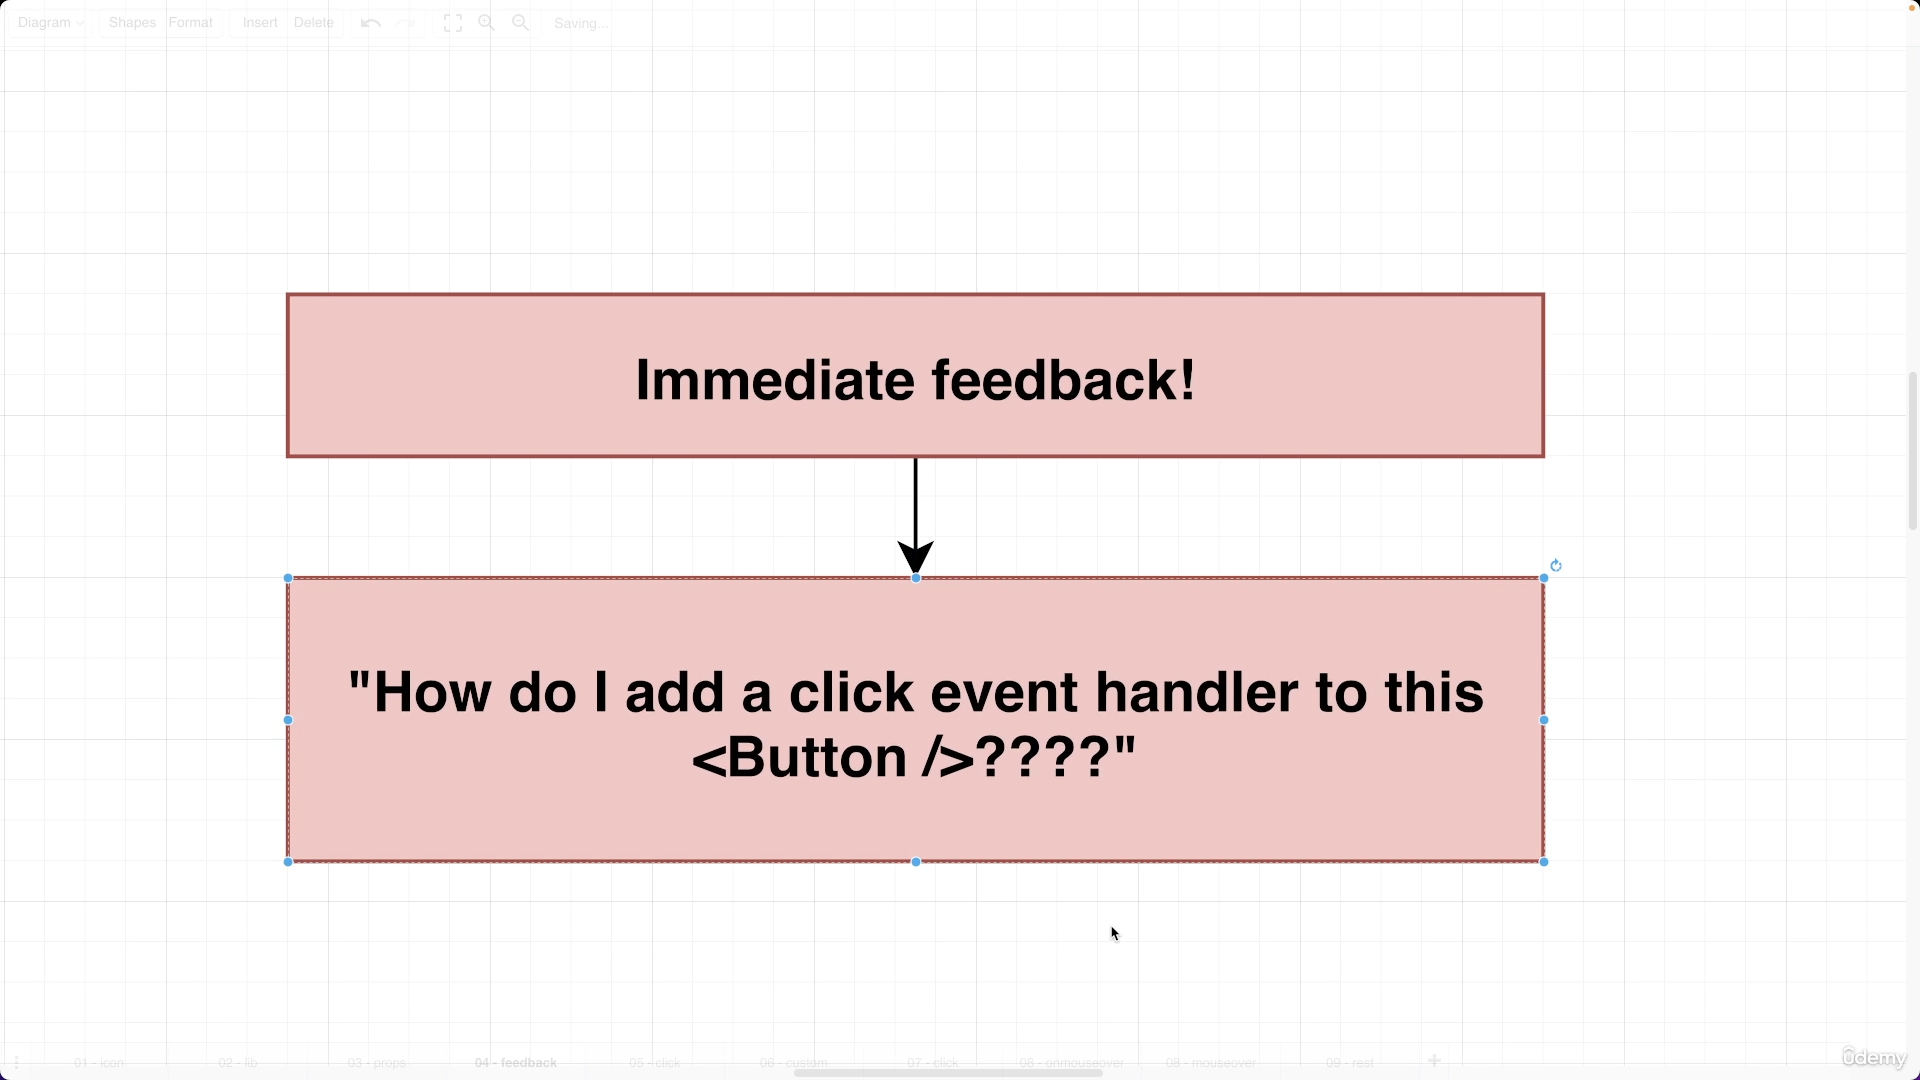 Diagram
Shapes
Format
Insert
Delete
Saving...
Immediate feedback!
"How do I add a click event handler to this
<Button />????"
01 - icon
02 - lib
03 - props
04 - feedback
05 - click
06 - custom
07 - click
08 - onmouseover
08 - mouseover
09 - rest
ûdemy